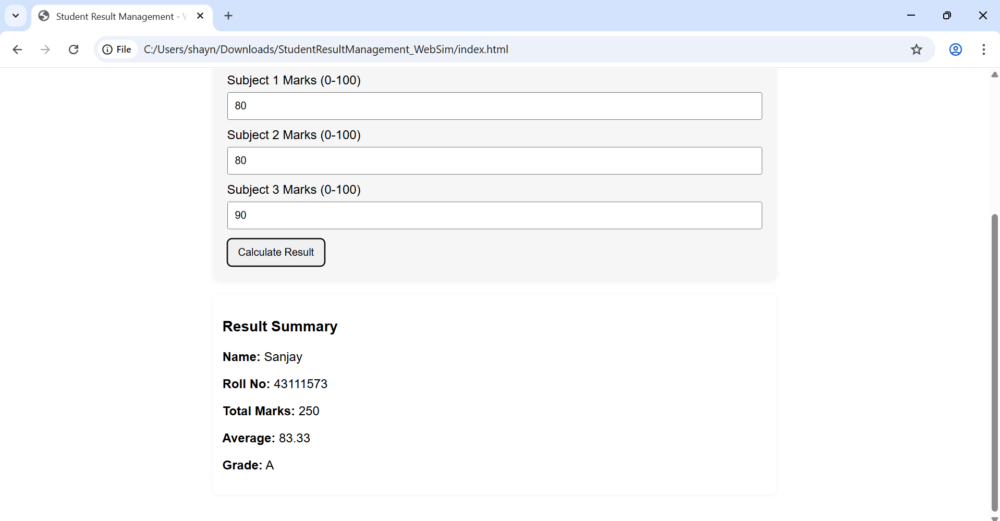 Student Result Management - 
File C:/Users/shayn/Downloads/StudentResultManagement_WebSim/index.html
Subject 1 Marks (0-100)
80
Subject 2 Marks (0-100)
80
Subject 3 Marks (0-100)
90
Calculate Result
Result Summary
Name: Sanjay
Roll No: 43111573
Total Marks: 250
Average: 83.33
Grade: A